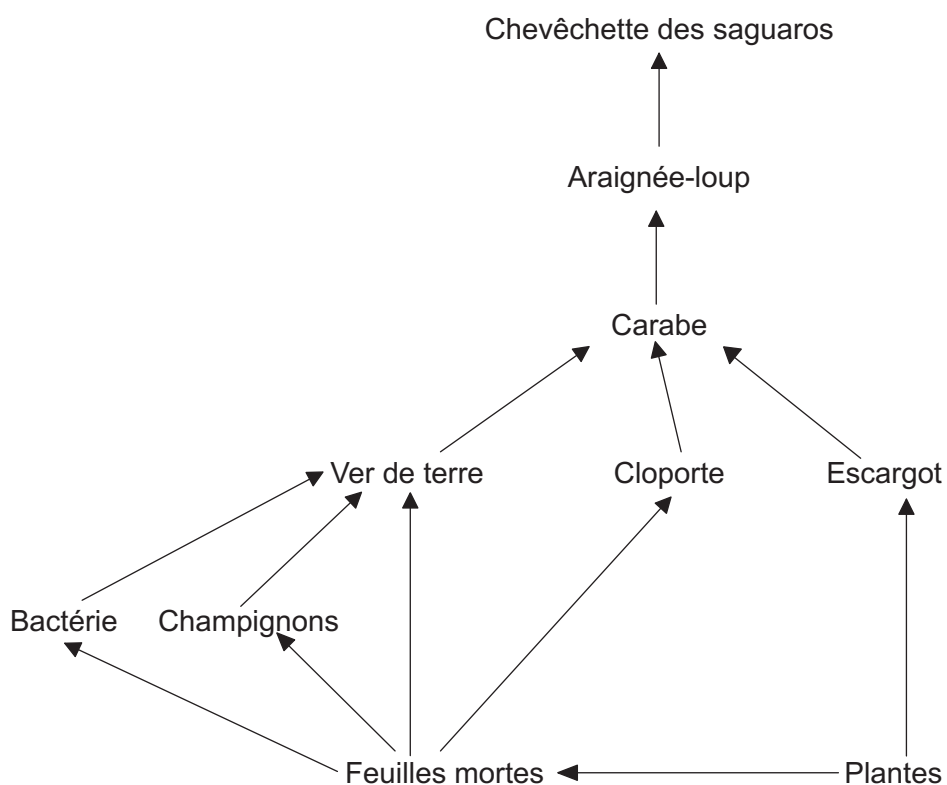 Chevêchette des saguaros
Araignée-loup
Carabe
Ver de terre
Cloporte
Escargot
Bactérie
Champignons
Feuilles mortes
Plantes